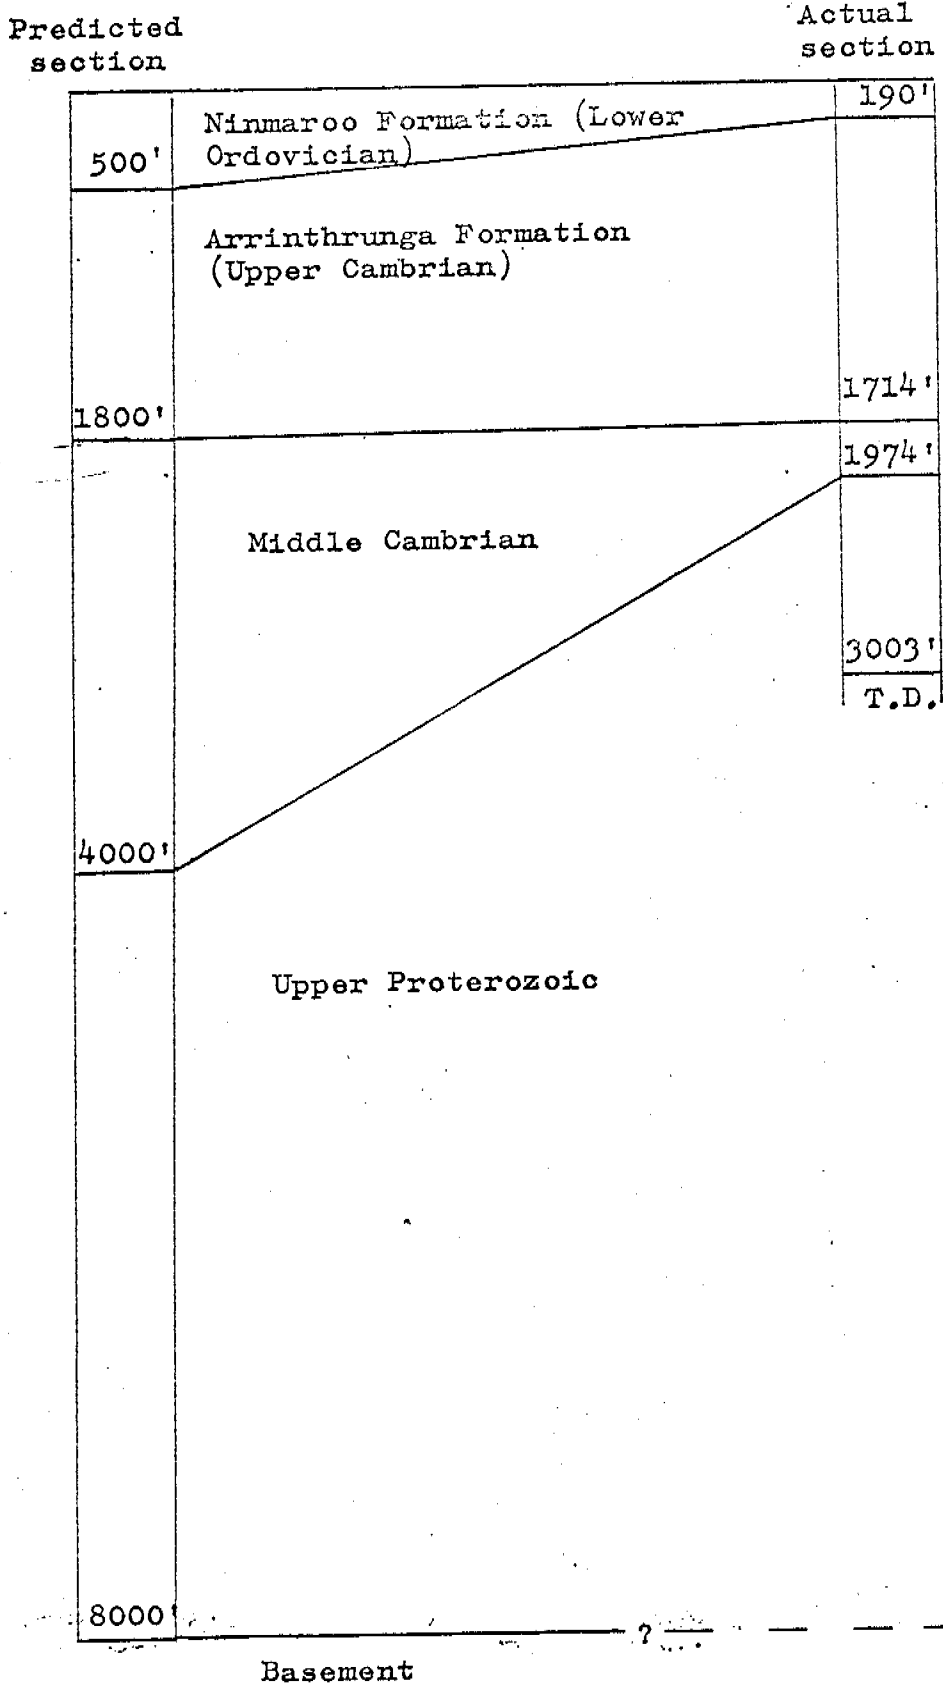 Predicted
section
Actual
section
190'
Ninmaroo Formation (Lower
Ordovician)
500'
Arrinthrunga Formation
(Upper Cambrian)
1714'
1800'
1974'
Middle Cambrian
3003'
T.D.
4000'
Upper Proterozoic
8000'
?
Basement